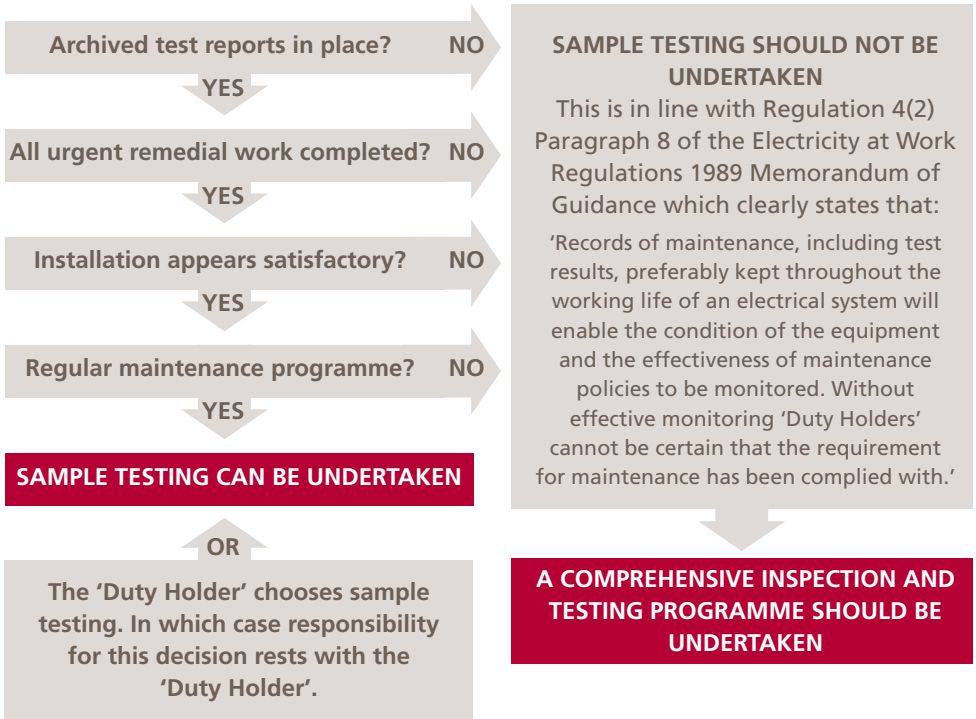 Archived test reports in place? NO
YES
All urgent remedial work completed? NO
YES
Installation appears satisfactory? NO
YES
Regular maintenance programme? NO
YES
SAMPLE TESTING CAN BE UNDERTAKEN
OR
The ‘Duty Holder’ chooses sample
testing. In which case responsibility
for this decision rests with the
‘Duty Holder’.
SAMPLE TESTING SHOULD NOT BE
UNDERTAKEN
This is in line with Regulation 4(2)
Paragraph 8 of the Electricity at Work
Regulations 1989 Memorandum of
Guidance which clearly states that:
‘Records of maintenance, including test
results, preferably kept throughout the
working life of an electrical system will
enable the condition of the equipment
and the effectiveness of maintenance
policies to be monitored. Without
effective monitoring ‘Duty Holders’
cannot be certain that the requirement
for maintenance has been complied with.’
A COMPREHENSIVE INSPECTION AND
TESTING PROGRAMME SHOULD BE
UNDERTAKEN